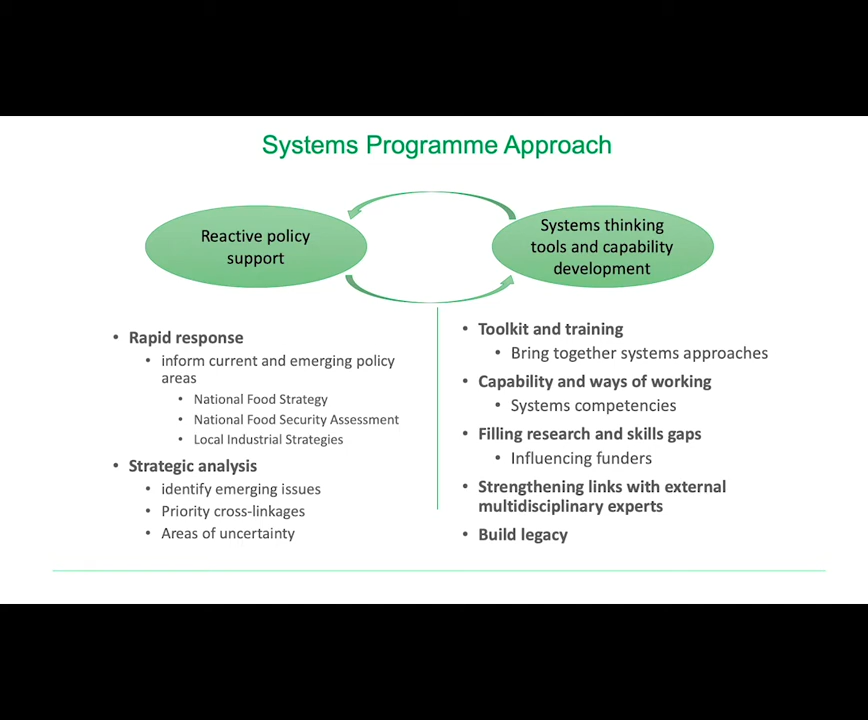 Systems Programme Approach
Reactive policy
support
Systems thinking
tools and capability
development
• Rapid response
• inform current and emerging policy
areas
• National Food Strategy
• National Food Security Assessment
• Local Industrial Strategies
• Strategic analysis
• identify emerging issues
• Priority cross-linkages
• Areas of uncertainty
• Toolkit and training
• Bring together systems approaches
• Capability and ways of working
• Systems competencies
• Filling research and skills gaps
• Influencing funders
• Strengthening links with external
multidisciplinary experts
• Build legacy